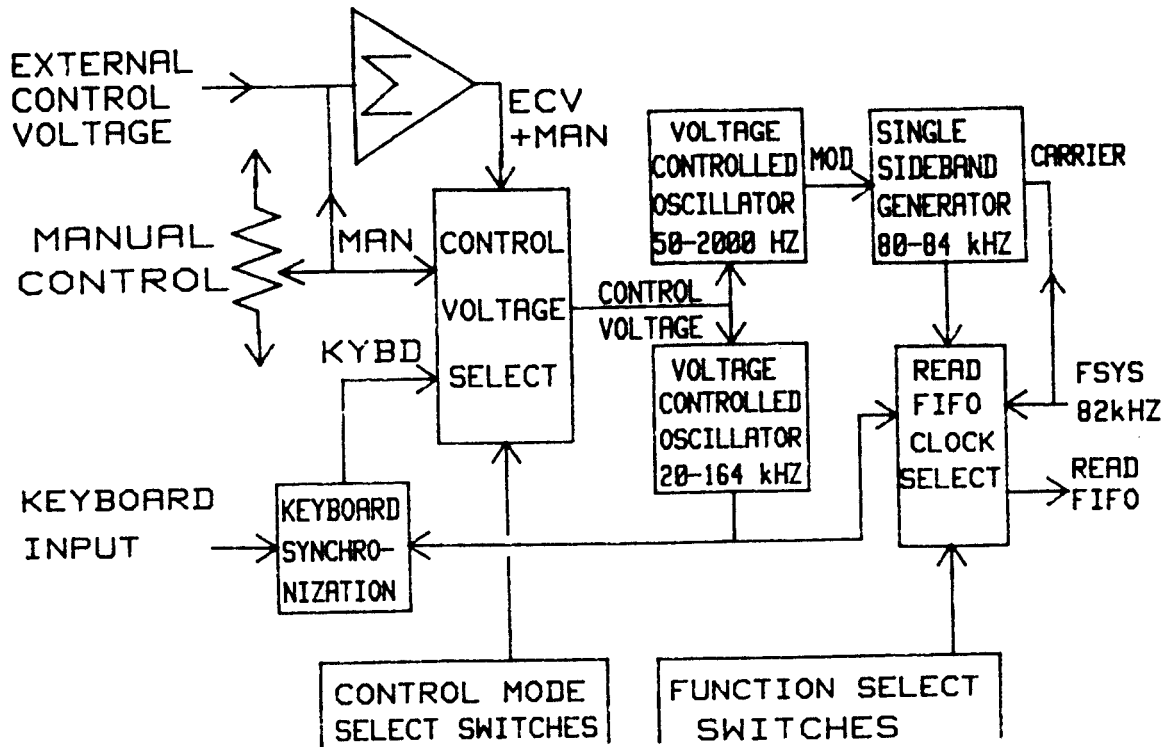 EXTERNAL
CONTROL
VOLTAGE
Σ
ECV
+MAN
MANUAL
CONTROL
MAN
KYBD
CONTROL
VOLTAGE
SELECT
KEYBOARD
INPUT
KEYBOARD
SYNCHRO-
NIZATION
CONTROL MODE
SELECT SWITCHES
CONTROL
VOLTAGE
VOLTAGE
CONTROLLED
OSCILLATOR
50-2000 HZ
MOD
SINGLE
SIDEBAND
GENERATOR
80-84 kHZ
CARRIER
VOLTAGE
CONTROLLED
OSCILLATOR
20-164 kHZ
READ
FIFO
CLOCK
SELECT
FSYS
82kHZ
READ
FIFO
FUNCTION SELECT
SWITCHES